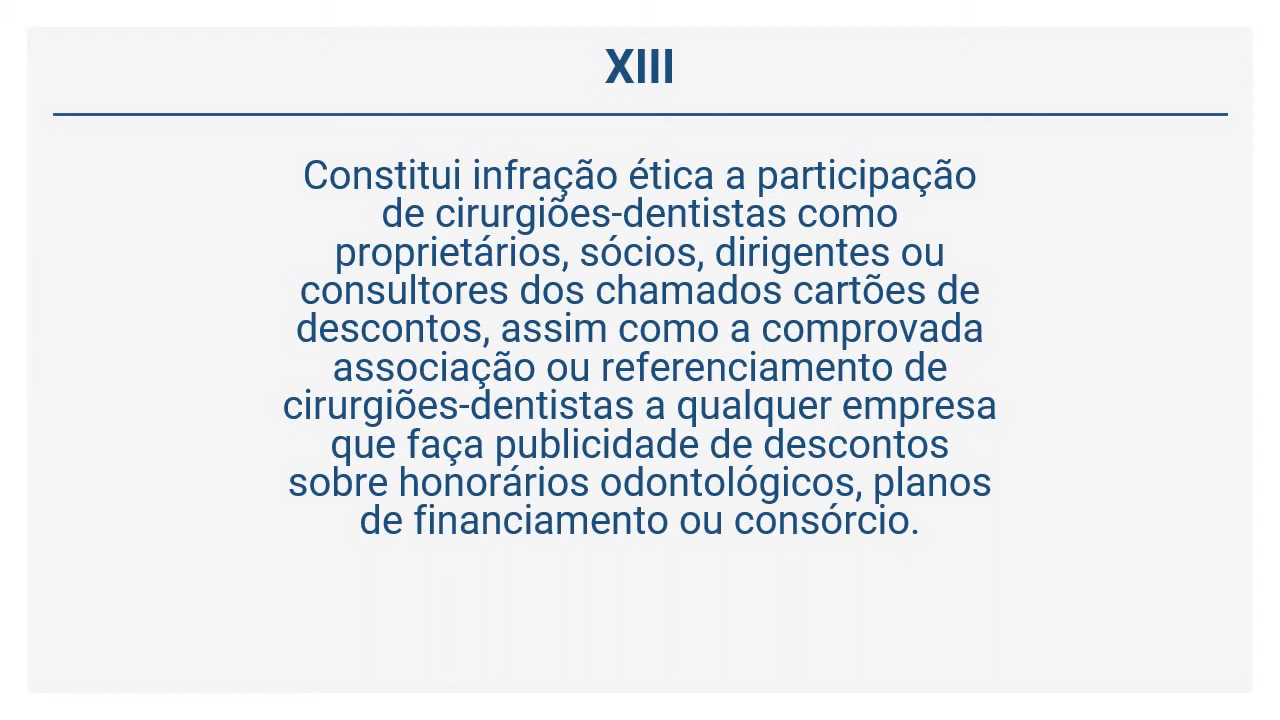 XIII
Constitui infração ética a participação
de cirurgiões-dentistas como
proprietários, sócios, dirigentes ou
consultores dos chamados cartões de
descontos, assim como a comprovada
associação ou referenciamento de
cirurgiões-dentistas a qualquer empresa
que faça publicidade de descontos
sobre honorários odontológicos, planos
de financiamento ou consórcio.